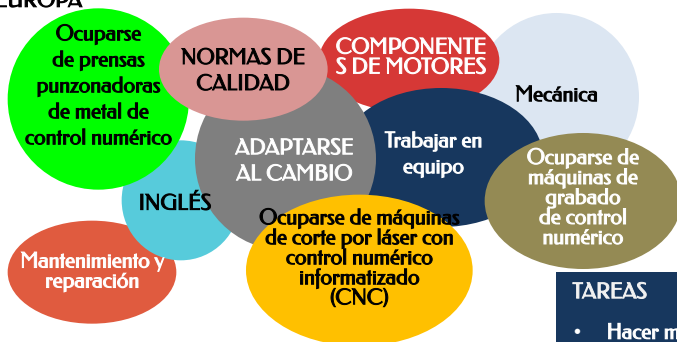 EUROPA
Ocuparse
de prensas
punzonadoras
de metal de
control numérico
NORMAS DE
CALIDAD
COMPONENTE
S DE MOTORES
Mecánica
ADAPTARSE
AL CAMBIO
Trabajar en
equipo
Ocuparse de
máquinas de
grabado
de control
numérico
INGLÉS
Ocuparse de máquinas
de corte por láser con
control numérico
informatizado
(CNC)
Mantenimiento y
reparación
TAREAS
• Hacer